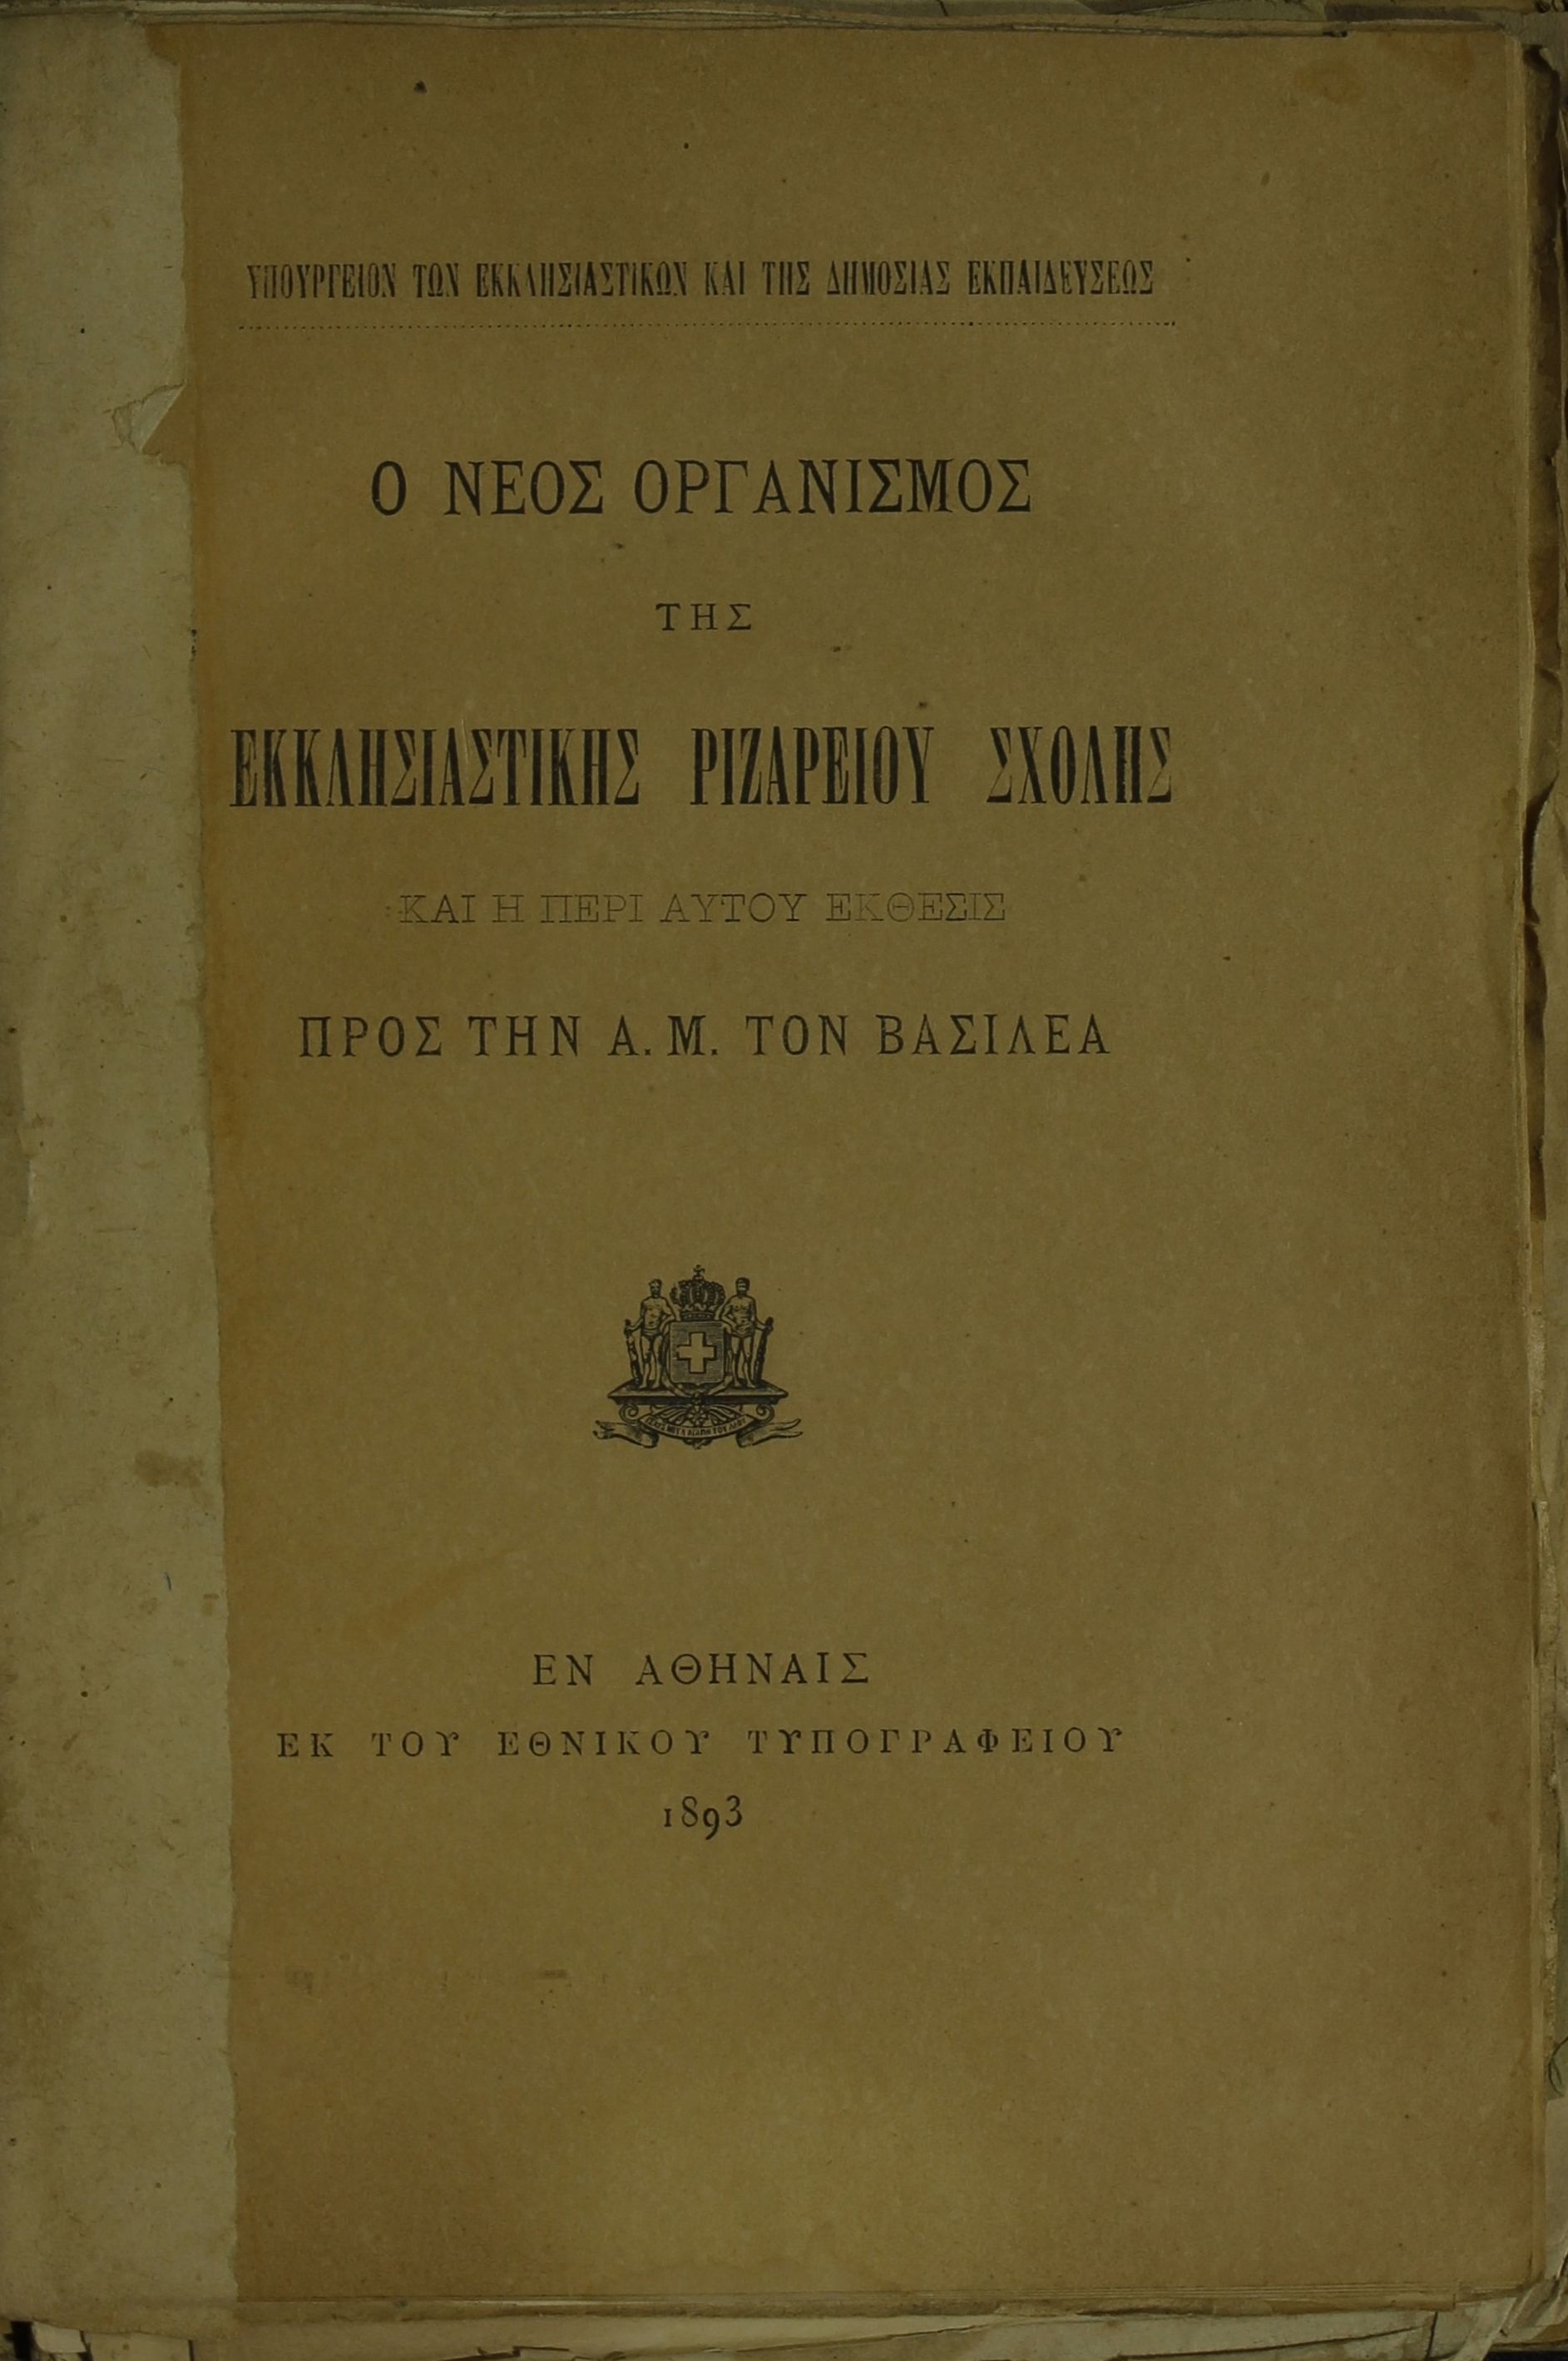 ΥΠΟΥΡΓΕΙΟΝ ΤΩΝ ΕΚΚΛΗΣΙΑΣΤΙΚΩΝ ΚΑΙ ΤΗΣ ΔΗΜΟΣΙΑΣ ΕΚΠΑΙΔΕΥΣΕΩΣ
Ο ΝΕΟΣ ΟΡΓΑΝΙΣΜΟΣ
ΤΗΣ
ΕΚΚΛΗΣΙΑΣΤΙΚΗΣ ΡΙΖΑΡΕΙΟΥ ΣΧΟΛΗΣ
ΚΑΙ Η ΠΕΡΙ ΑΥΤΟΥ ΕΚΘΕΣΙΣ
ΠΡΟΣ ΤΗΝ Α. Μ. ΤΟΝ ΒΑΣΙΛΕΑ
ΕΝ ΑΘΗΝΑΙΣ
ΕΚ ΤΟΥ ΕΘΝΙΚΟΥ ΤΥΠΟΓΡΑΦΕΙΟΥ
1893